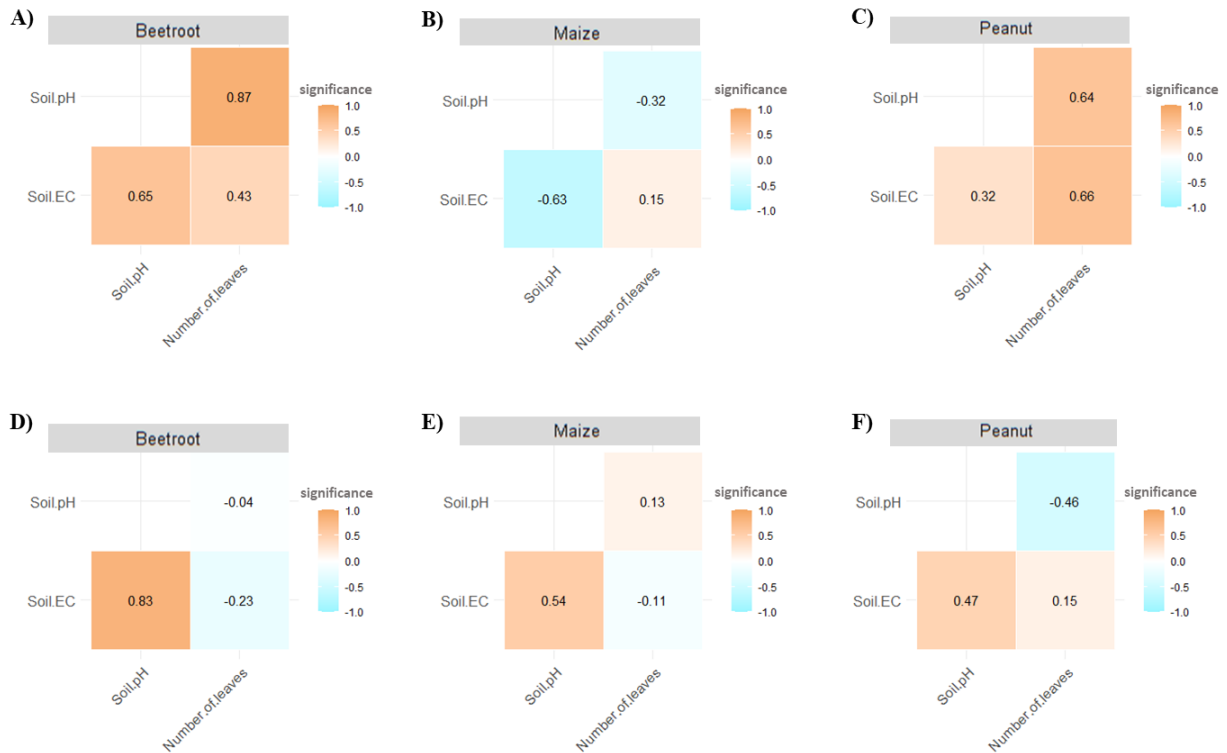 A)
Beetroot
Soil.pH
0.87
Soil.EC
0.65
0.43
Soil.pH
Number.of.leaves
significance
1.0
0.5
0.0
-0.5
-1.0
B)
Maize
-0.32
-0.63
0.15
Soil.pH
Number.of.leaves
Soil.pH
Soil.EC
significance
1.0
0.5
0.0
-0.5
-1.0
C)
Peanut
Soil.pH
0.64
Soil.EC
0.32
0.66
Soil.pH
Number.of.leaves
significance
1.0
0.5
0.0
-0.5
-1.0
D)
Beetroot
Soil.pH
-0.04
Soil.EC
0.83
-0.23
Soil.pH
Number.of.leaves
significance
1.0
0.5
0.0
-0.5
-1.0
E)
Maize
Soil.pH
0.13
Soil.EC
0.54
-0.11
Soil.pH
Number.of.leaves
significance
1.0
0.5
0.0
-0.5
-1.0
F)
Peanut
Soil.pH
-0.46
Soil.EC
0.47
0.15
Soil.pH
Number.of.leaves
significance
1.0
0.5
0.0
-0.5
-1.0